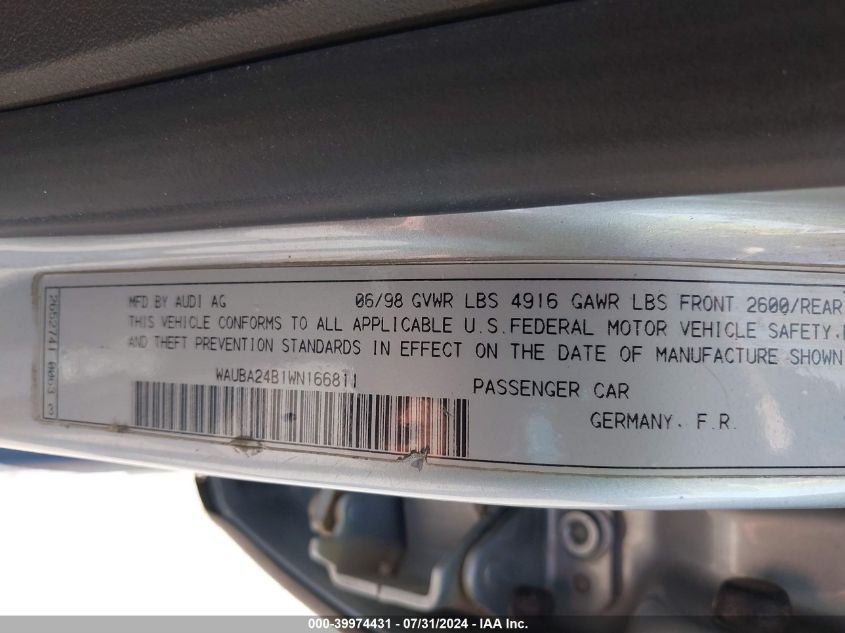 MFD BY AUDI AG 06/98 GVWR LBS 4916 GAWR LBS FRONT 2600/REAR
THIS VEHICLE CONFORMS TO ALL APPLICABLE U.S.FEDERAL MOTOR VEHICLE SAFETY,
AND THEFT PREVENTION STANDARDS IN EFFECT ON THE DATE OF MANUFACTURE SHOWN
WAUBA24B1WN166811 PASSENGER CAR
GERMANY. F.R.
000-39974431 - 07/31/2024 - IAA Inc.